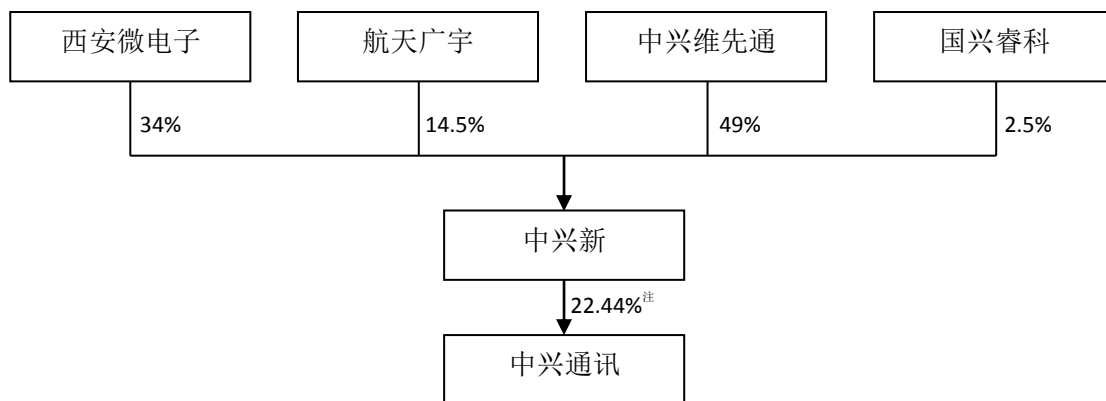 西安微电子
航天广宇
中兴维先通
国兴睿科
34%
14.5%
49%
2.5%
中兴新
22.44%注
中兴通讯